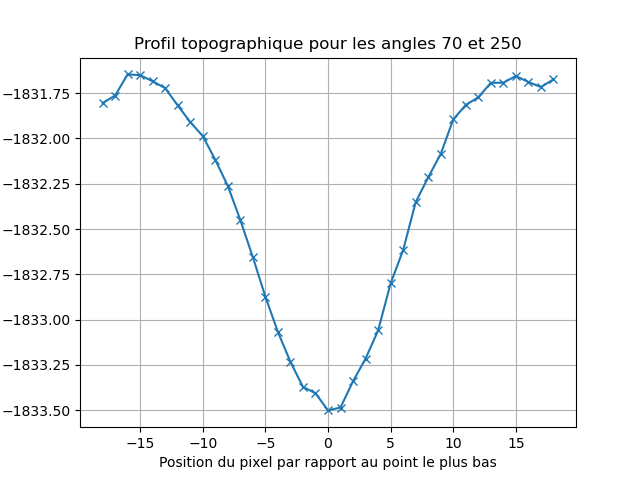 Profil topographique pour les angles 70 et 250
−1831.75
−1832.00
−1832.25
−1832.50
−1832.75
−1833.00
−1833.25
−1833.50
−15 −10 −5 0 5 10 15
Position du pixel par rapport au point le plus bas